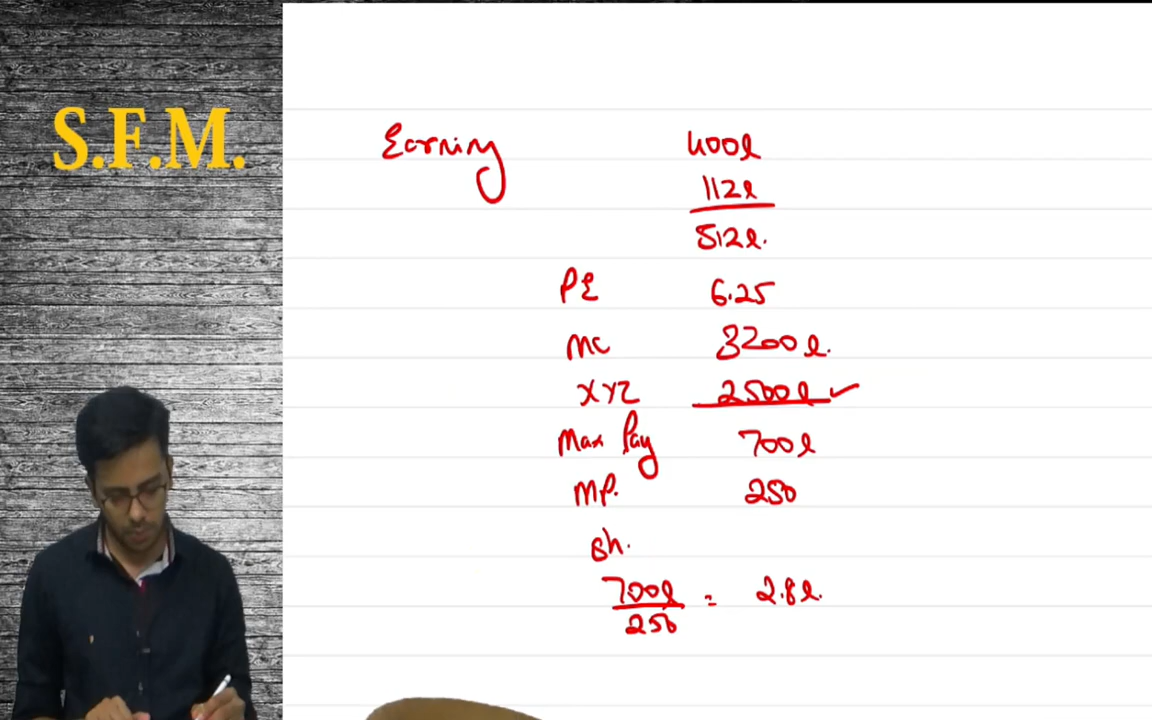 S.F.M.
Earning 400l
112l
512l.
PE 6.25
MC 3200l.
XYZ 2500l ✓
Max Pay 700l
MP. 250
Sh.
700l / 250 = 2.8l.